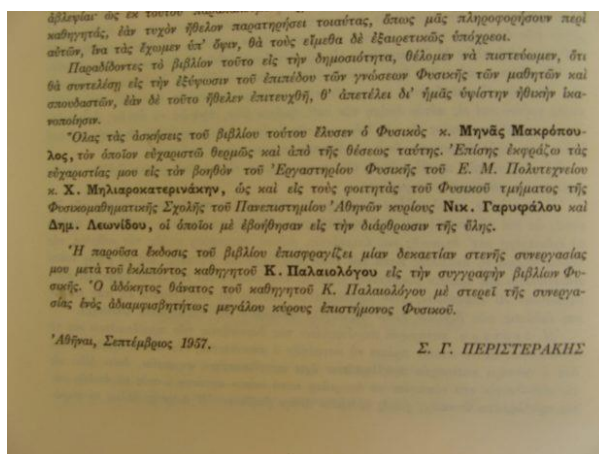 ἀβλεψίαι ὡς ἐκ τούτου
καθηγητάς, ἐὰν τυχὸν ἤθελον παρατηρήσει τοιαύτας, ὅπως μᾶς πληροφορήσουν περὶ
αὐτῶν, ἵνα τὰς ἔχωμεν ὑπ' ὄψιν, θὰ τοὺς εἴμεθα δὲ ἐξαιρετικῶς ὑπόχρεοι.
Παραδίδοντες τὸ βιβλίον τοῦτο εἰς τὴν δημοσιότητα, θέλομεν νὰ πιστεύωμεν, ὅτι
θὰ συντελέσῃ εἰς τὴν ἐξύψωσιν τοῦ ἐπιπέδου τῶν γνώσεων Φυσικῆς τῶν μαθητῶν καὶ
σπουδαστῶν, ἐὰν δὲ τοῦτο ἤθελεν ἐπιτευχθῆ, θ' ἀπετέλει δι' ἡμᾶς ὑψίστην ἠθικὴν ἱκα-
νοποίησιν.
Ὅλας τὰς ἀσκήσεις τοῦ βιβλίου τούτου ἔλυσεν ὁ Φυσικὸς κ. Μηνᾶς Μακρόπου-
λος, τὸν ὁποῖον εὐχαριστῶ θερμῶς καὶ ἀπὸ τῆς θέσεως ταύτης. Ἐπίσης ἐκφράζω τὰς
εὐχαριστίας μου εἰς τὸν βοηθὸν τοῦ Ἐργαστηρίου Φυσικῆς τοῦ Ε. Μ. Πολυτεχνείου
κ. Χ. Μηλιαροκατερινάκην, ὡς καὶ εἰς τοὺς φοιτητὰς τοῦ Φυσικοῦ τμήματος τῆς
Φυσικομαθηματικῆς Σχολῆς τοῦ Πανεπιστημίου Ἀθηνῶν κυρίους Νικ. Γαρυφάλου καὶ
Δημ. Λεωνίδου, οἱ ὁποῖοι μὲ ἐβοήθησαν εἰς τὴν διάρθρωσιν τῆς ὕλης.
Ἡ παροῦσα ἔκδοσις τοῦ βιβλίου ἐπισφραγίζει μίαν δεκαετίαν στενῆς συνεργασίας
μου μετὰ τοῦ ἐκλιπόντος καθηγητοῦ Κ. Παλαιολόγου εἰς τὴν συγγραφὴν βιβλίων Φυ-
σικῆς. Ὁ ἀδόκητος θάνατος τοῦ καθηγητοῦ Κ. Παλαιολόγου μὲ στερεῖ τῆς συνεργα-
σίας ἑνὸς ἀδιαμφισβητήτως μεγάλου κύρους ἐπιστήμονος Φυσικοῦ.
Ἀθῆναι, Σεπτέμβριος 1957.
Σ. Γ. ΠΕΡΙΣΤΕΡΑΚΗΣ